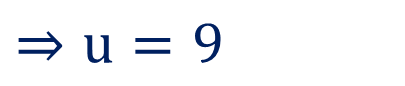 ⇒ u = 9